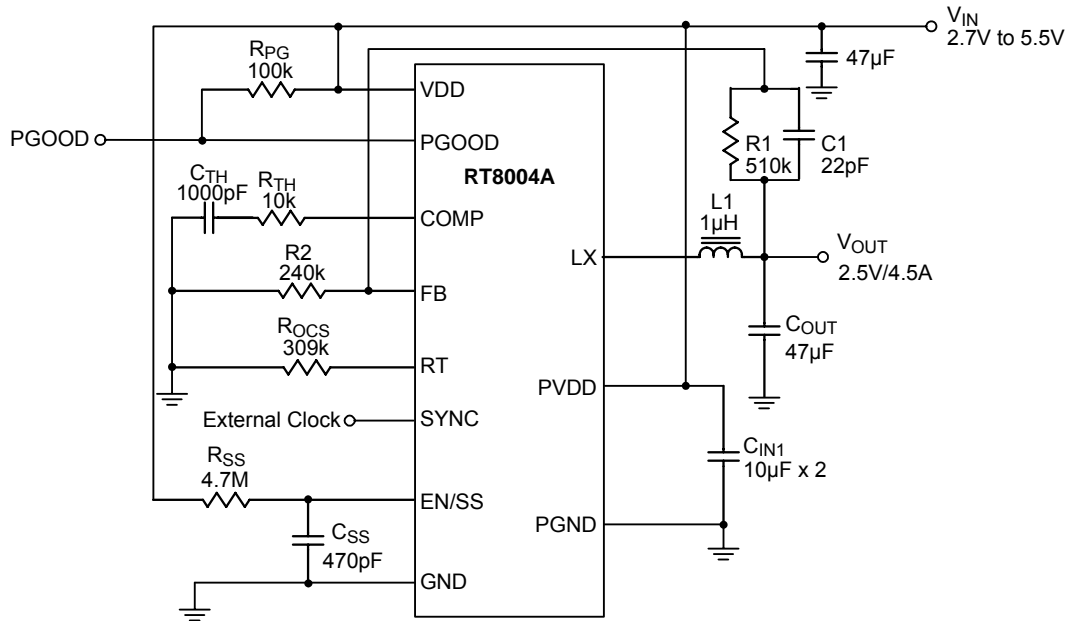 V_IN
2.7V to 5.5V
R_PG
100k
47µF
VDD
PGOOD
PGOOD
R1
510k
C1
22pF
RT8004A
C_TH
1000pF
R_TH
10k
COMP
L1
1µH
LX
V_OUT
2.5V/4.5A
R2
240k
FB
C_OUT
47µF
R_OCS
309k
RT
PVDD
External Clock
SYNC
C_IN1
10µF x 2
R_SS
4.7M
EN/SS
PGND
C_SS
470pF
GND